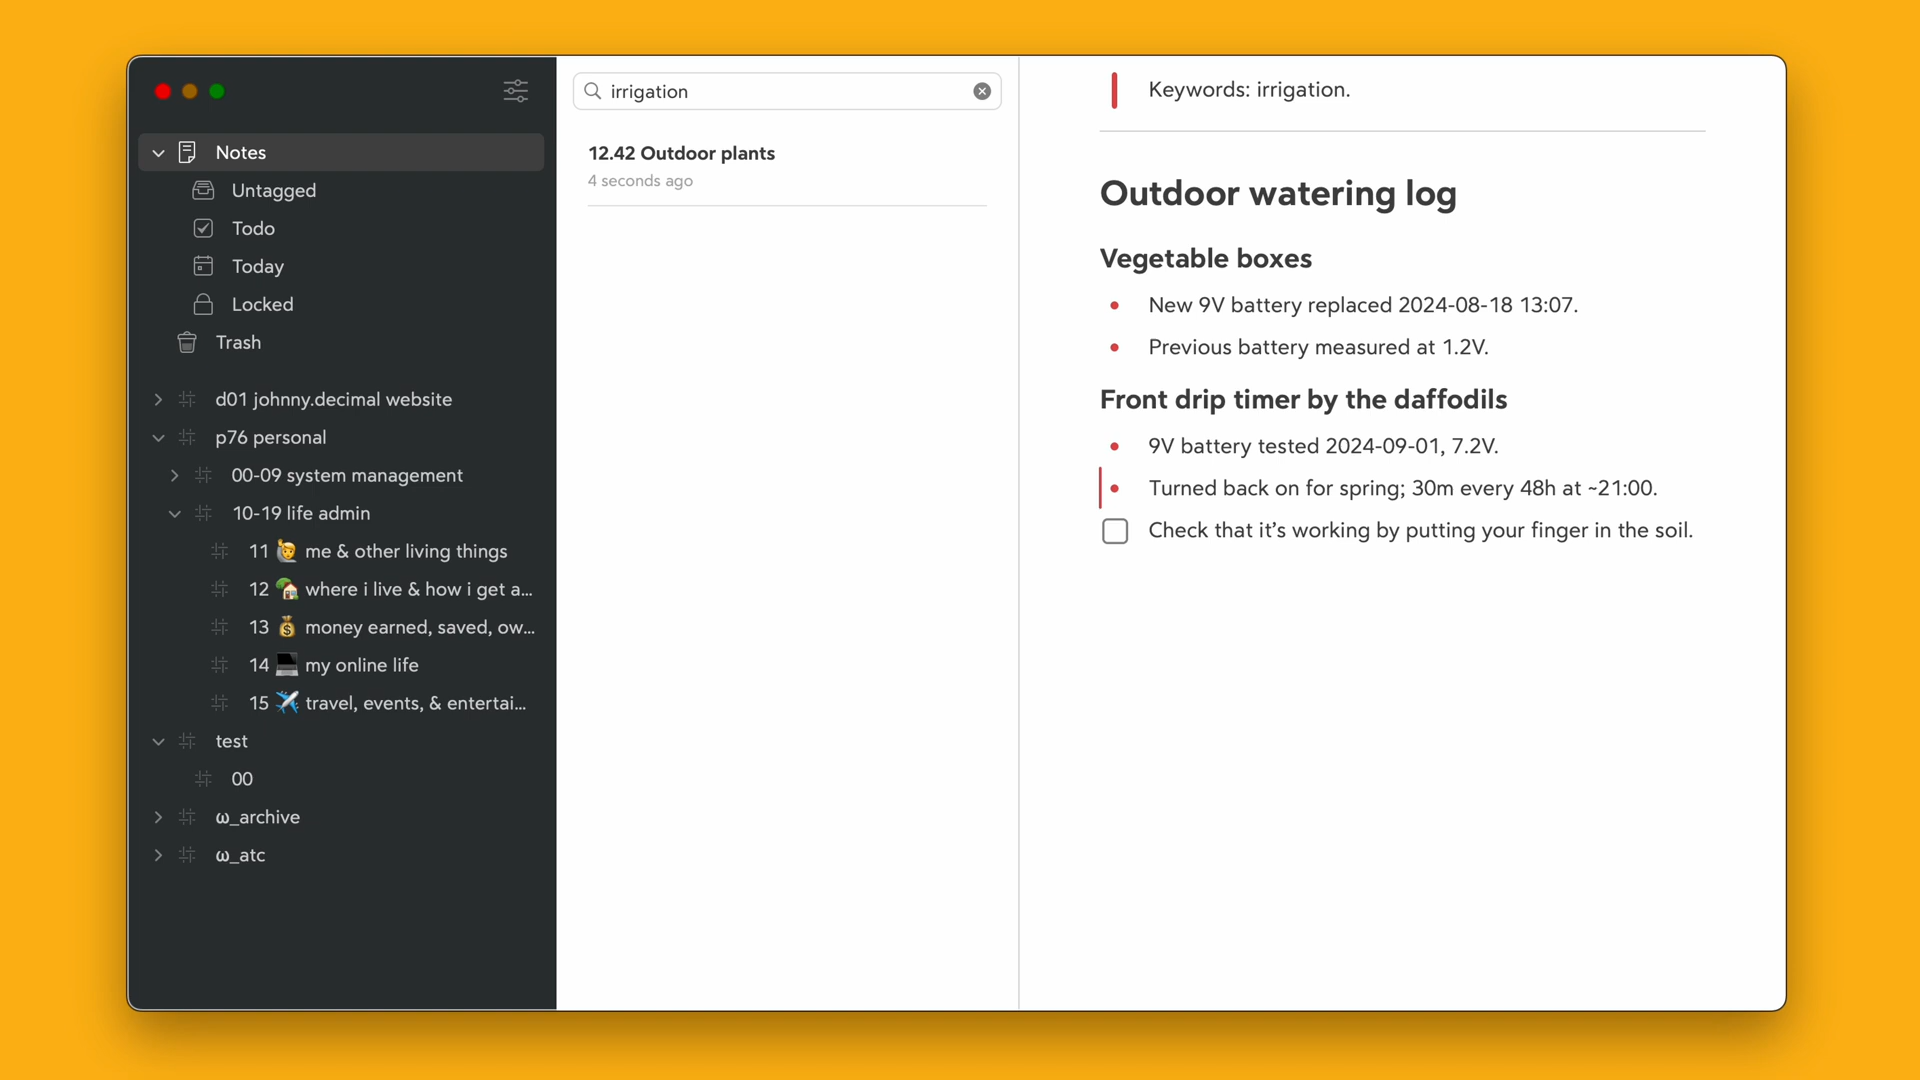 Notes
Untagged
Todo
Today
Locked
Trash
d01 johnny.decimal website
p76 personal
00-09 system management
10-19 life admin
11 🙋 me & other living things
12 🏡 where i live & how i get a...
13 💰 money earned, saved, ow...
14 💻 my online life
15 ✈️ travel, events, & entertai...
test
00
ω_archive
ω_atc
irrigation
12.42 Outdoor plants
4 seconds ago
Keywords: irrigation.
Outdoor watering log
Vegetable boxes
New 9V battery replaced 2024-08-18 13:07.
Previous battery measured at 1.2V.
Front drip timer by the daffodils
9V battery tested 2024-09-01, 7.2V.
Turned back on for spring; 30m every 48h at ~21:00.
Check that it’s working by putting your finger in the soil.